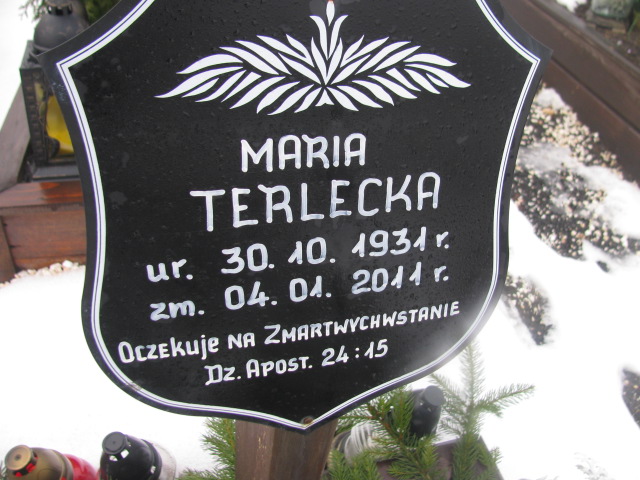 MARIA
TERLECKA
ur. 30. 10. 1931 r.
zm. 04. 01. 2011 r.
Oczekuje na Zmartwychwstanie
Dz. Apost. 24:15